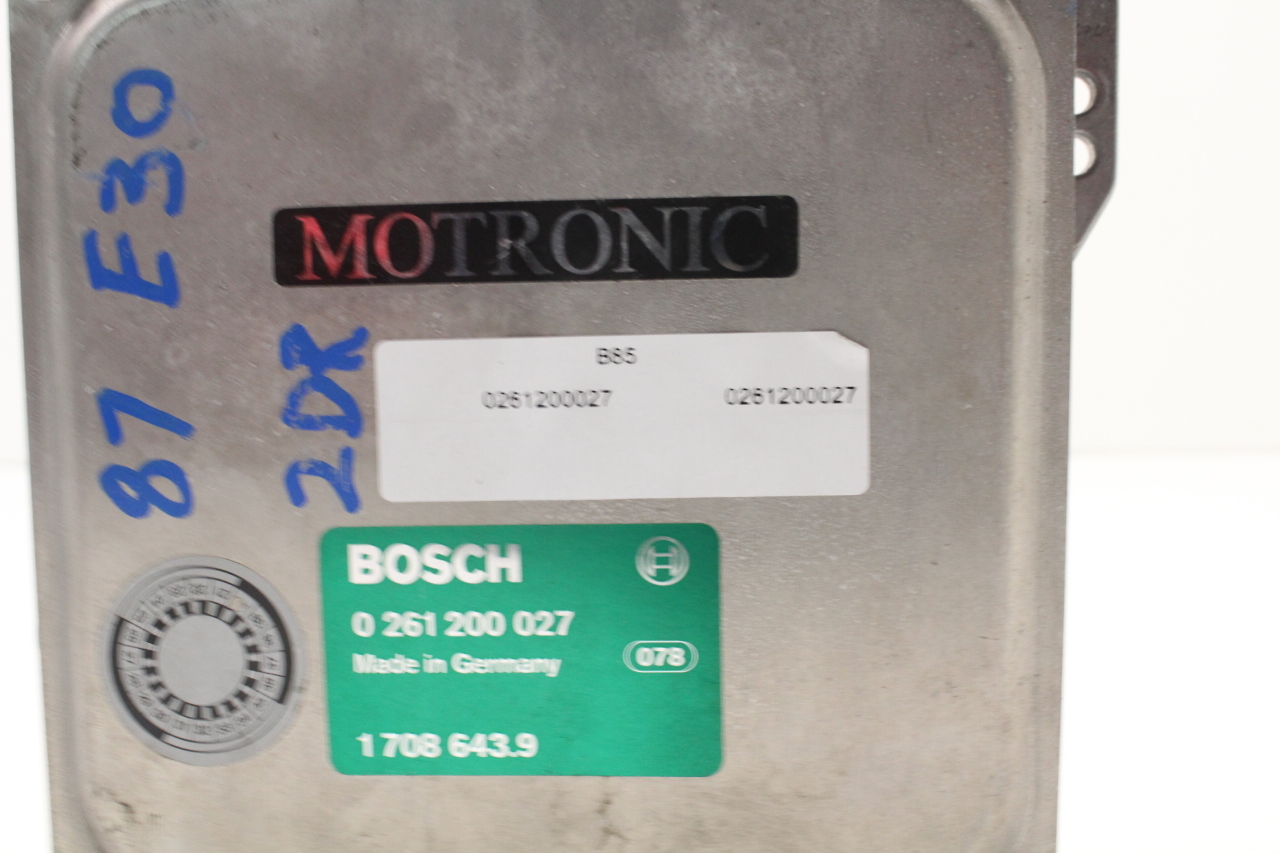 87 E30
2DR
MOTRONIC
B85
0261200027 0261200027
BOSCH
0 261 200 027
Made in Germany
078
1 708 643.9